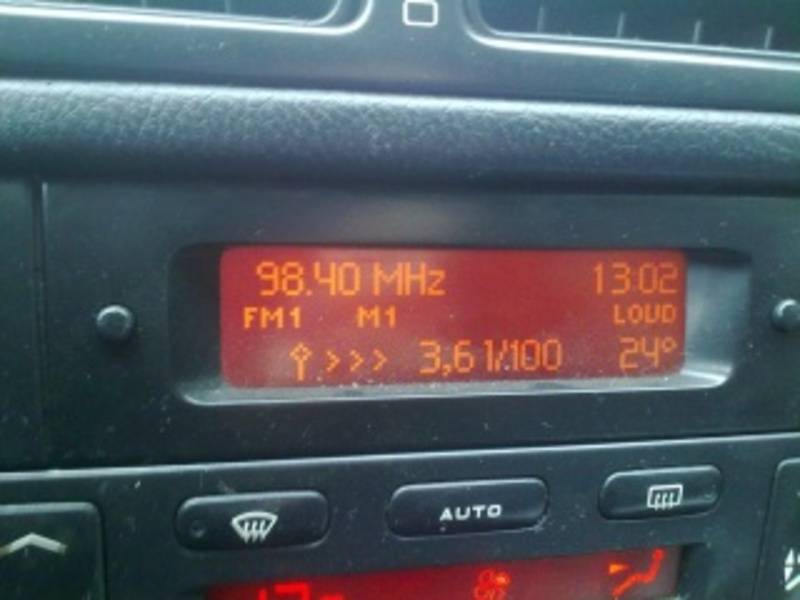 98.40 MHz 13:02
FM1 M1 LOUD
>>> 3,6 l/100 24°
AUTO